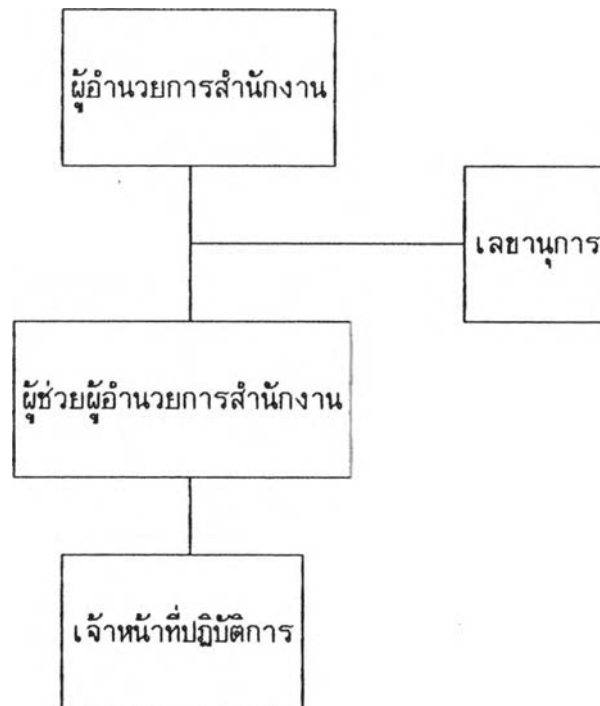 ผู้อำนวยการสำนักงาน
เลขานุการ
ผู้ช่วยผู้อำนวยการสำนักงาน
เจ้าหน้าที่ปฏิบัติการ